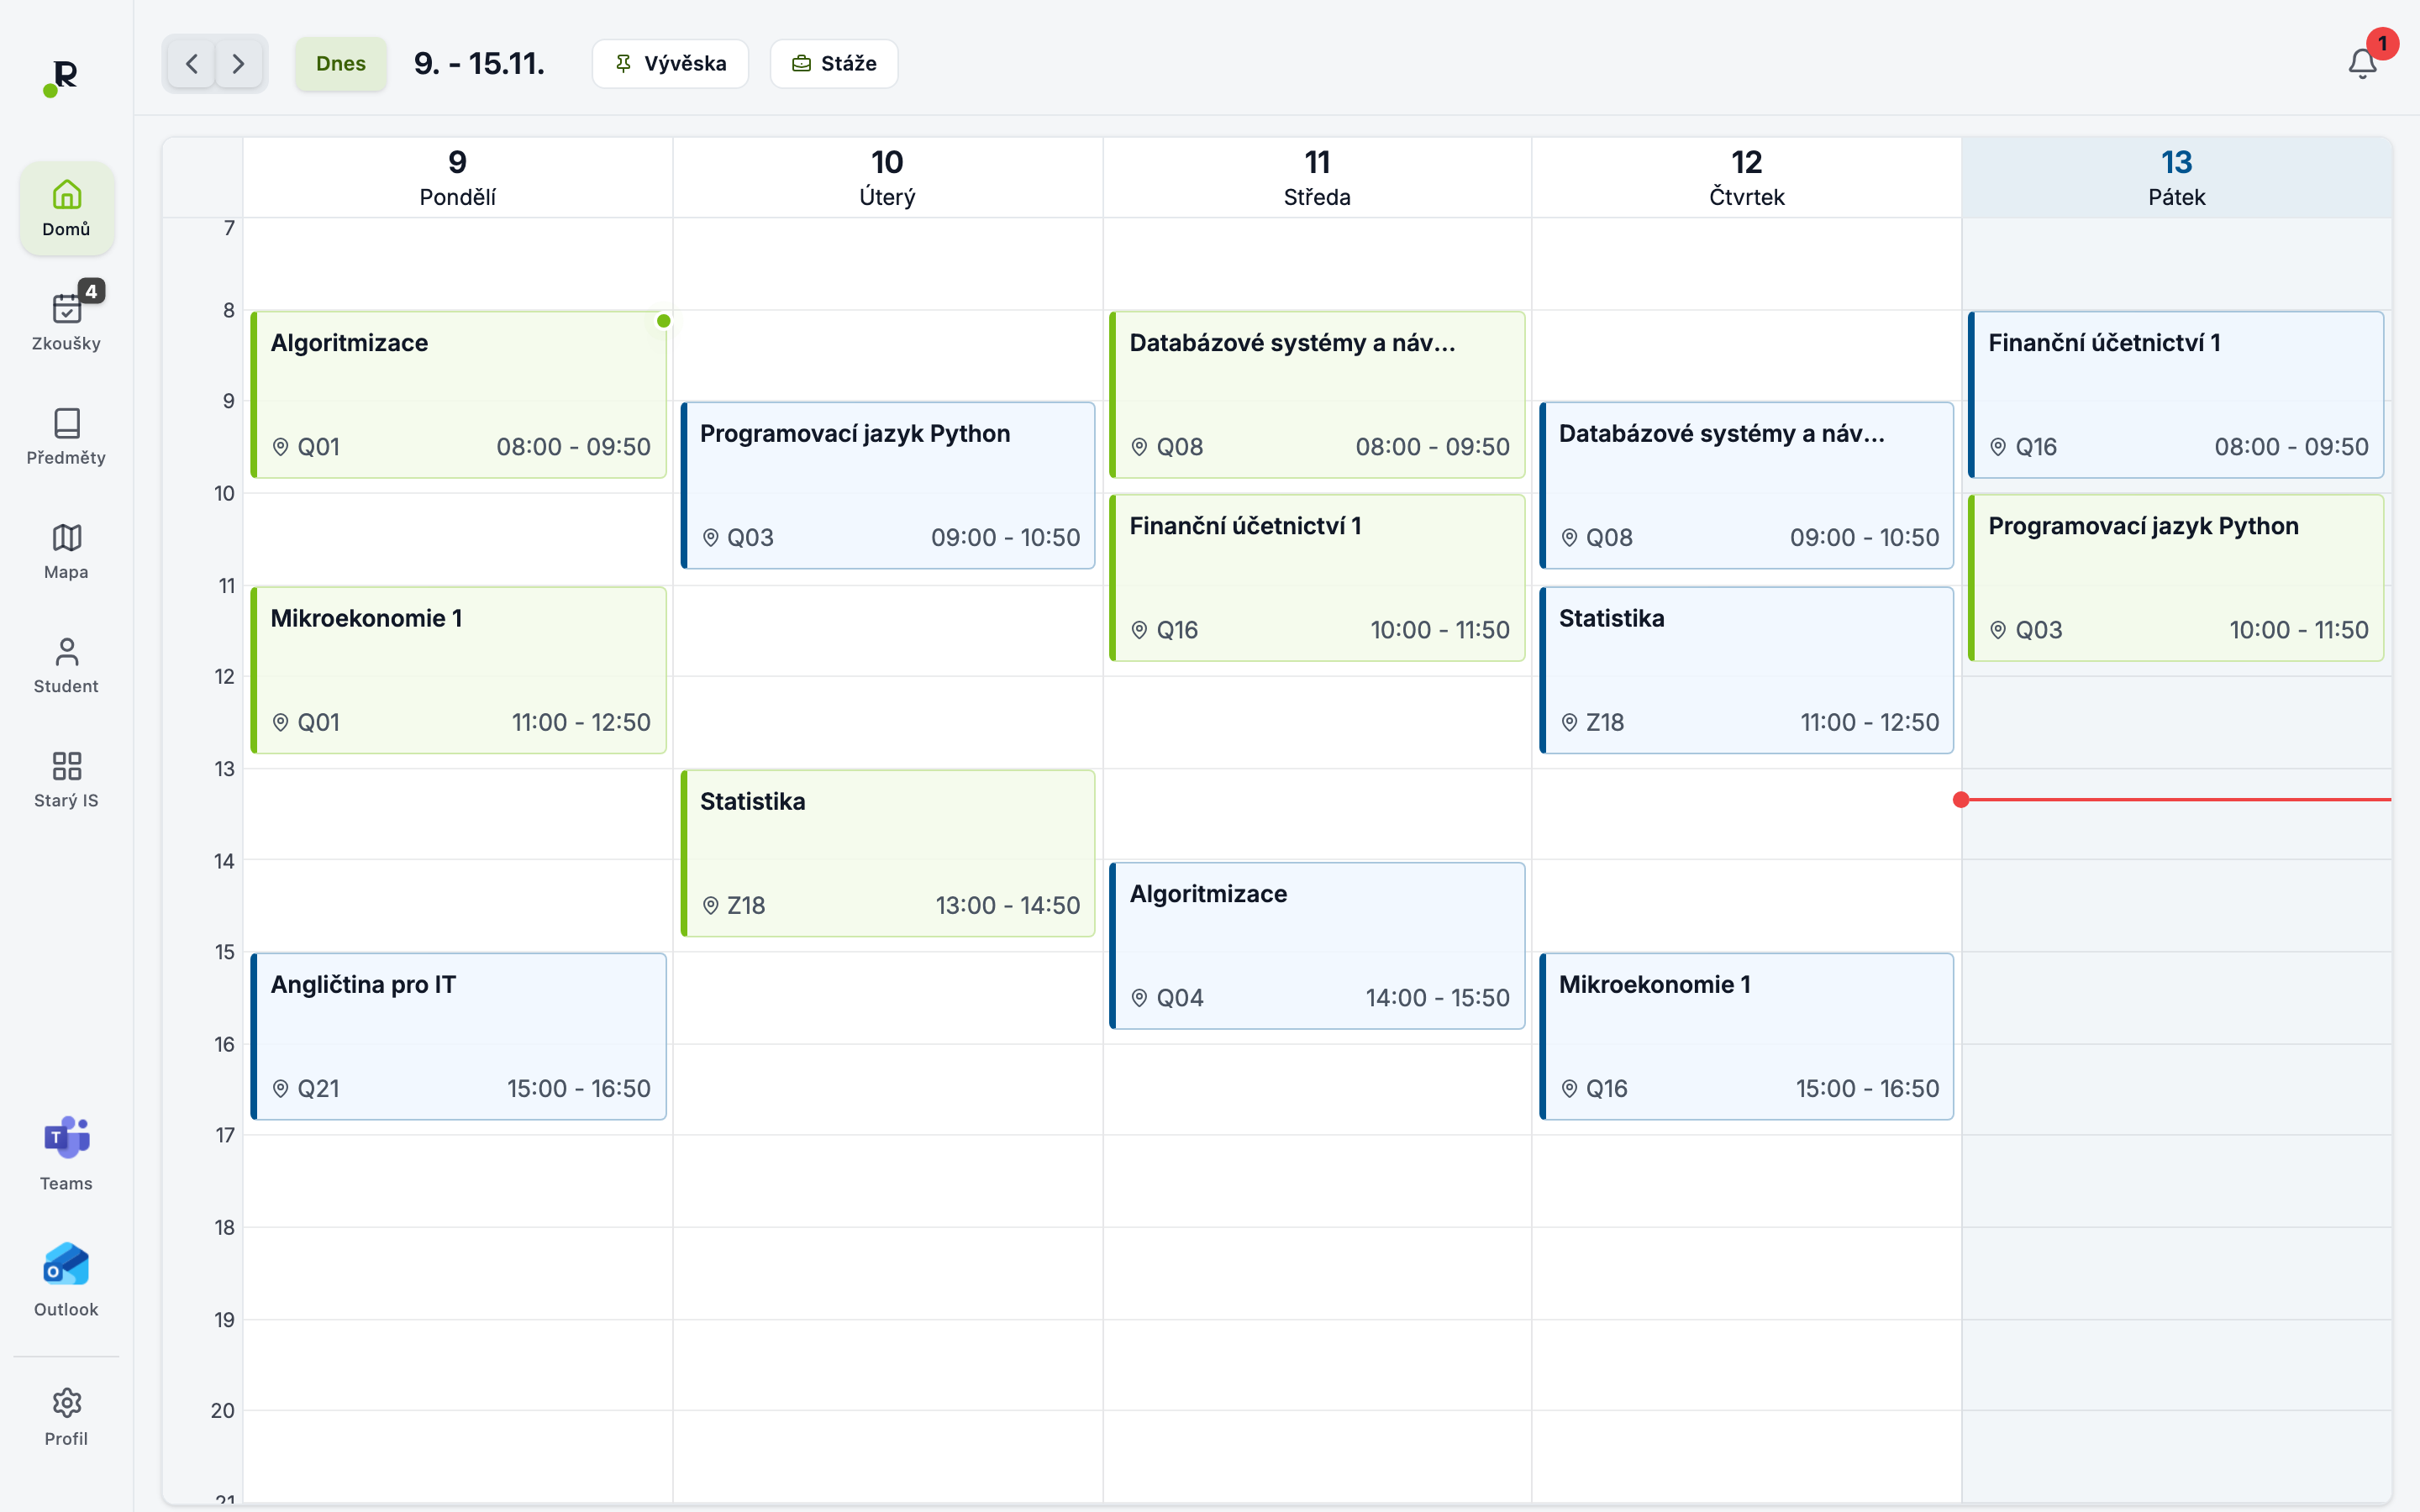 R
Domů
4
Zkoušky
Předměty
Mapa
Student
Starý IS
T
Teams
O
Outlook
Profil
Dnes
9. - 15.11.
Vývěska
Stáže
1
9
Pondělí
10
Úterý
11
Středa
12
Čtvrtek
13
Pátek
7
8
9
10
11
12
13
14
15
16
17
18
19
20
21
Algoritmizace
Q01 08:00 - 09:50
Mikroekonomie 1
Q01 11:00 - 12:50
Angličtina pro IT
Q21 15:00 - 16:50
Programovací jazyk Python
Q03 09:00 - 10:50
Statistika
Z18 13:00 - 14:50
Databázové systémy a náv...
Q08 08:00 - 09:50
Finanční účetnictví 1
Q16 10:00 - 11:50
Algoritmizace
Q04 14:00 - 15:50
Databázové systémy a náv...
Q08 09:00 - 10:50
Statistika
Z18 11:00 - 12:50
Mikroekonomie 1
Q16 15:00 - 16:50
Finanční účetnictví 1
Q16 08:00 - 09:50
Programovací jazyk Python
Q03 10:00 - 11:50